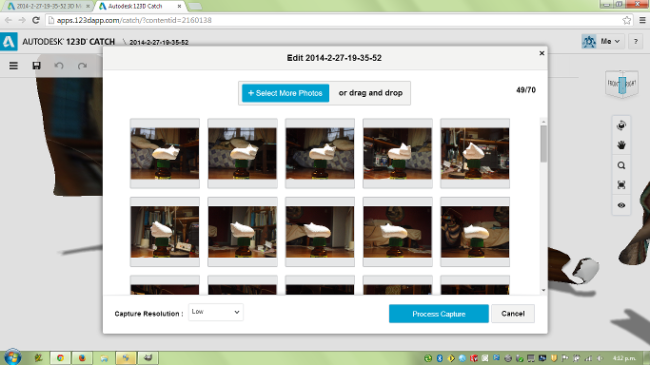 2014-2-27-19-35-52 3D M
Autodesk 123D Catch
apps.123dapp.com/catch/?contentid=2160138
AUTODESK® 123D® CATCH \ 2014-2-27-19-35-52
Me
?
Edit 2014-2-27-19-35-52
×
+ Select More Photos or drag and drop
49/70
Capture Resolution : Low
Process Capture
Cancel